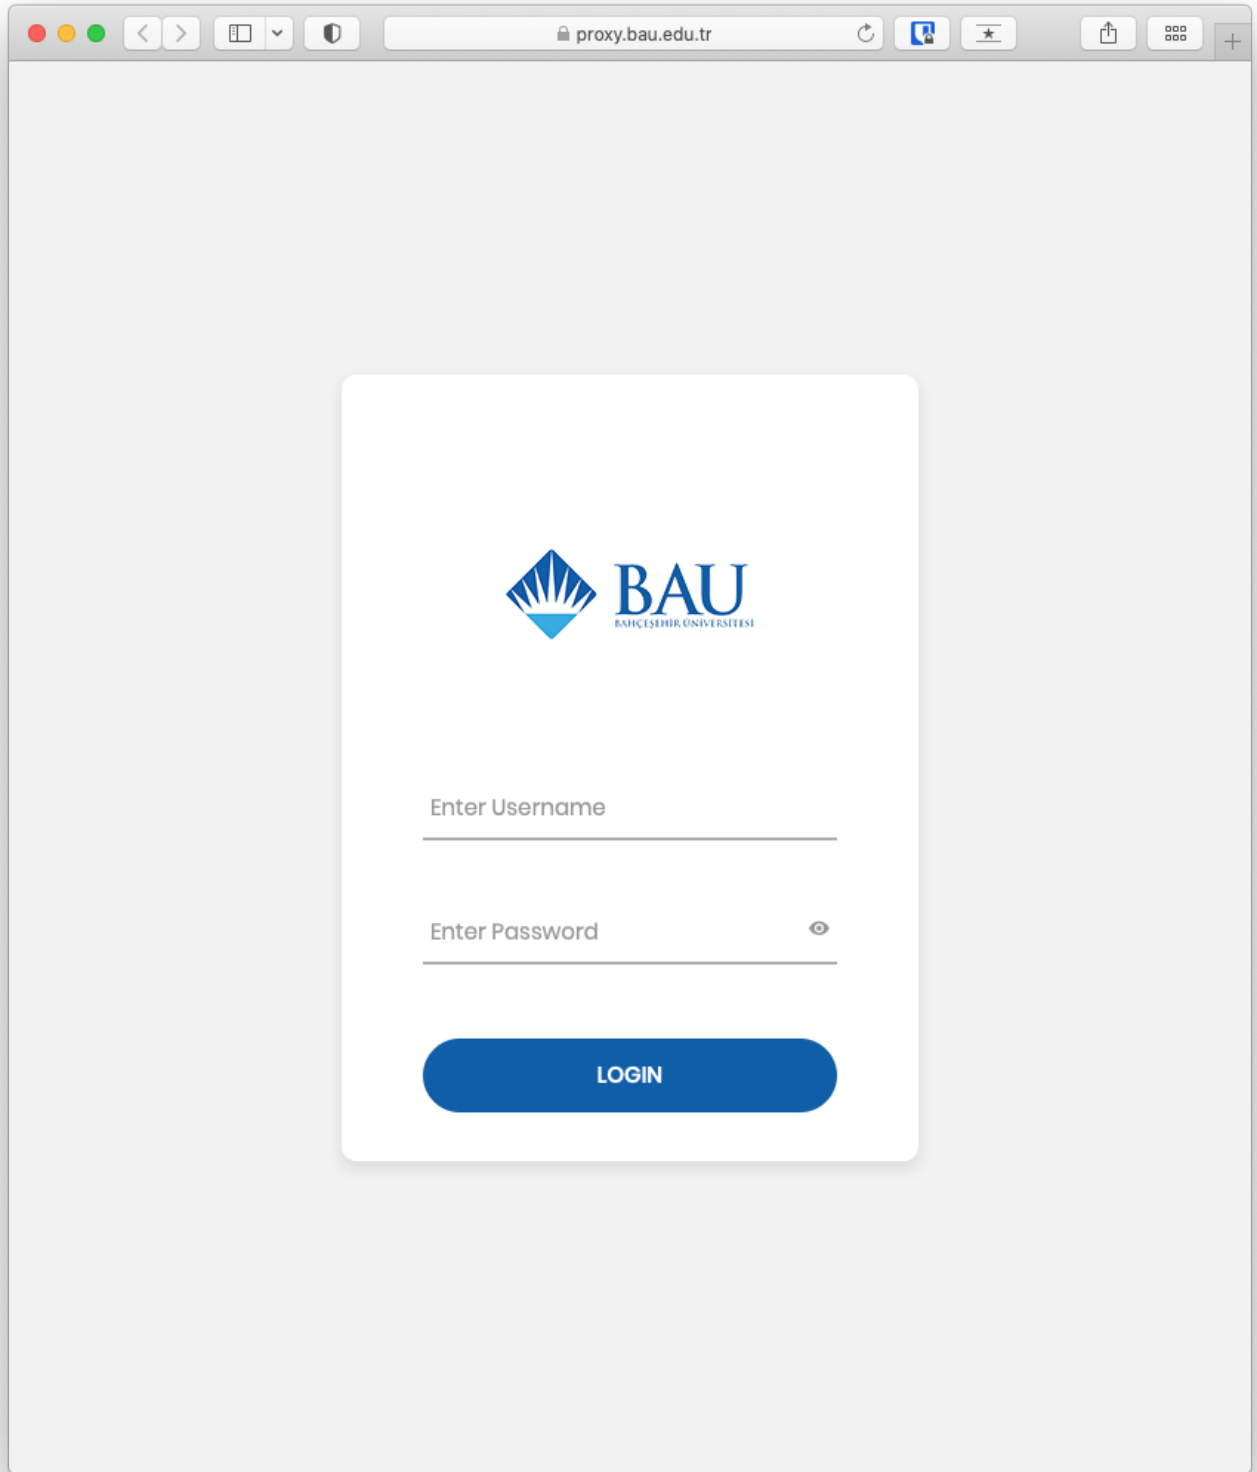 proxy.bau.edu.tr
BAU
BAHÇEŞEHİR ÜNİVERSİTESİ
Enter Username
Enter Password
LOGIN